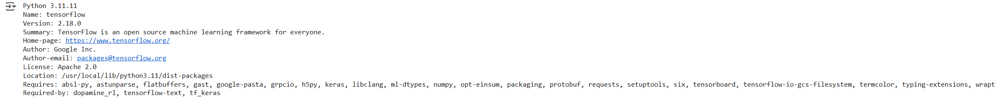 Python 3.11.11
Name: tensorflow
Version: 2.18.0
Summary: TensorFlow is an open source machine learning framework for everyone.
Home-page: https://www.tensorflow.org/
Author: Google Inc.
Author-email: packages@tensorflow.org
License: Apache 2.0
Location: /usr/local/lib/python3.11/dist-packages
Requires: absl-py, astunparse, flatbuffers, gast, google-pasta, grpcio, h5py, keras, libclang, ml-dtypes, numpy, opt-einsum, packaging, protobuf, requests, setuptools, six, tensorboard, tensorflow-io-gcs-filesystem, termcolor, typing-extensions, wrapt
Required-by: dopamine_rl, tensorflow-text, tf_keras